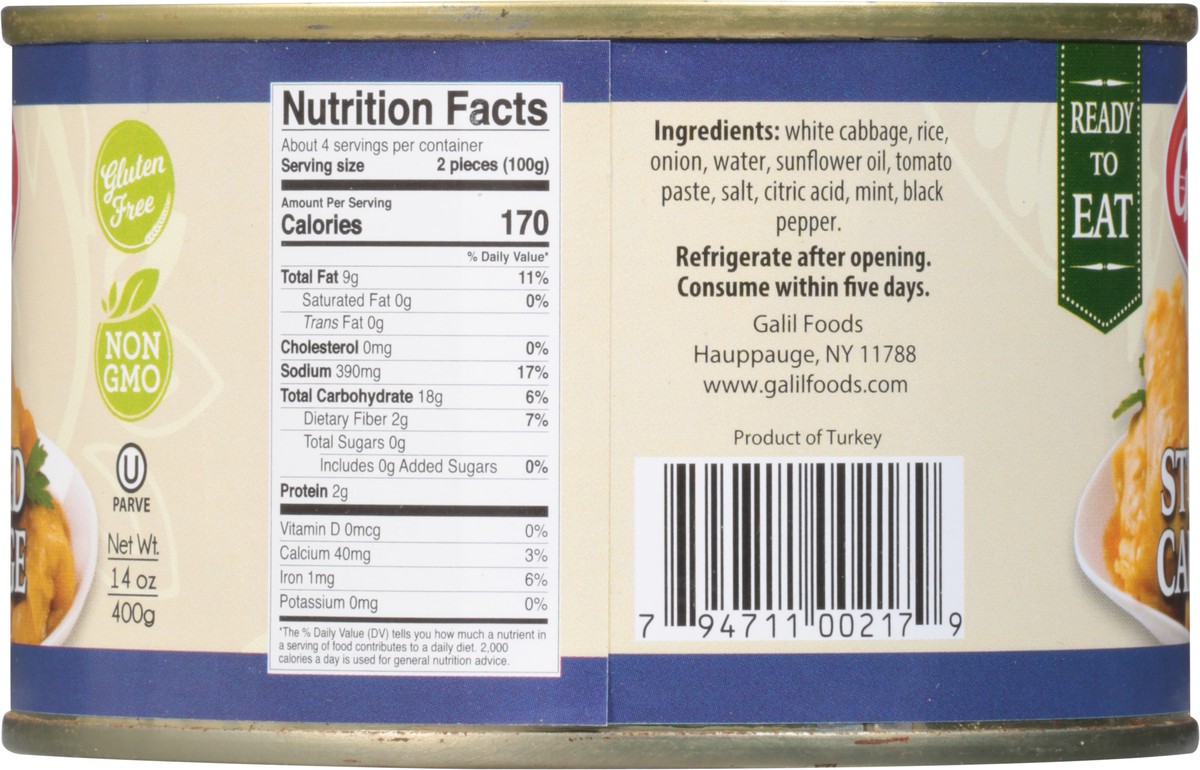 Gluten
Free
NON
GMO
U
PARVE
Net Wt.
14 oz
400g
Nutrition Facts
About 4 servings per container
Serving size 2 pieces (100g)
Amount Per Serving
Calories 170
% Daily Value*
Total Fat 9g 11%
Saturated Fat 0g 0%
Trans Fat 0g
Cholesterol 0mg 0%
Sodium 390mg 17%
Total Carbohydrate 18g 6%
Dietary Fiber 2g 7%
Total Sugars 0g
Includes 0g Added Sugars 0%
Protein 2g
Vitamin D 0mcg 0%
Calcium 40mg 3%
Iron 1mg 6%
Potassium 0mg 0%
*The % Daily Value (DV) tells you how much a nutrient in
a serving of food contributes to a daily diet. 2,000
calories a day is used for general nutrition advice.
Ingredients: white cabbage, rice,
onion, water, sunflower oil, tomato
paste, salt, citric acid, mint, black
pepper.
Refrigerate after opening.
Consume within five days.
Galil Foods
Hauppauge, NY 11788
www.galilfoods.com
Product of Turkey
7 94711 00217 9
READY
TO
EAT